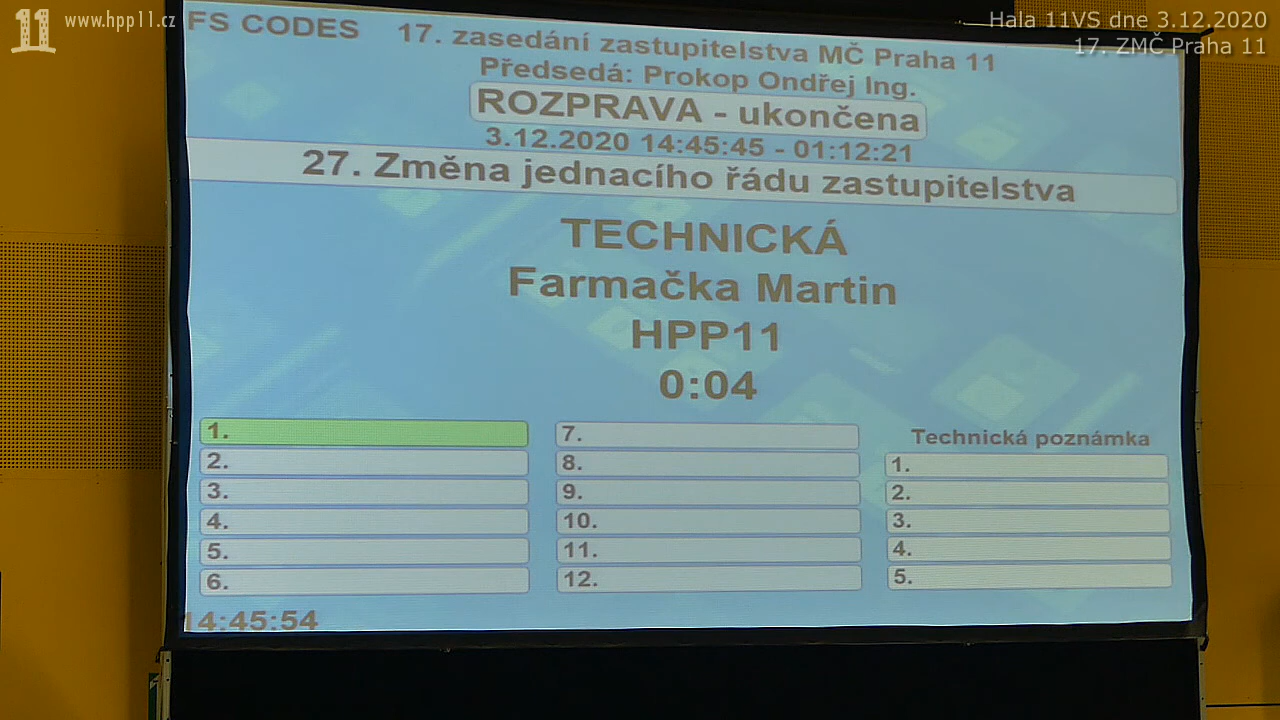 11 www.hpp11.cz
Hala 11VS dne 3.12.2020
17. ZMČ Praha 11
FS CODES
17. zasedání zastupitelstva MČ Praha 11
Předsedá: Prokop Ondřej Ing.
ROZPRAVA - ukončena
3.12.2020 14:45:45 - 01:12:21
27. Změna jednacího řádu zastupitelstva
TECHNICKÁ
Farmačka Martin
HPP11
0:04
1.
2.
3.
4.
5.
6.
7.
8.
9.
10.
11.
12.
Technická poznámka
1.
2.
3.
4.
5.
14:45:54